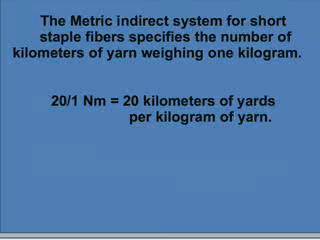 The Metric indirect system for short
staple fibers specifies the number of
kilometers of yarn weighing one kilogram.
20/1 Nm = 20 kilometers of yards
per kilogram of yarn.